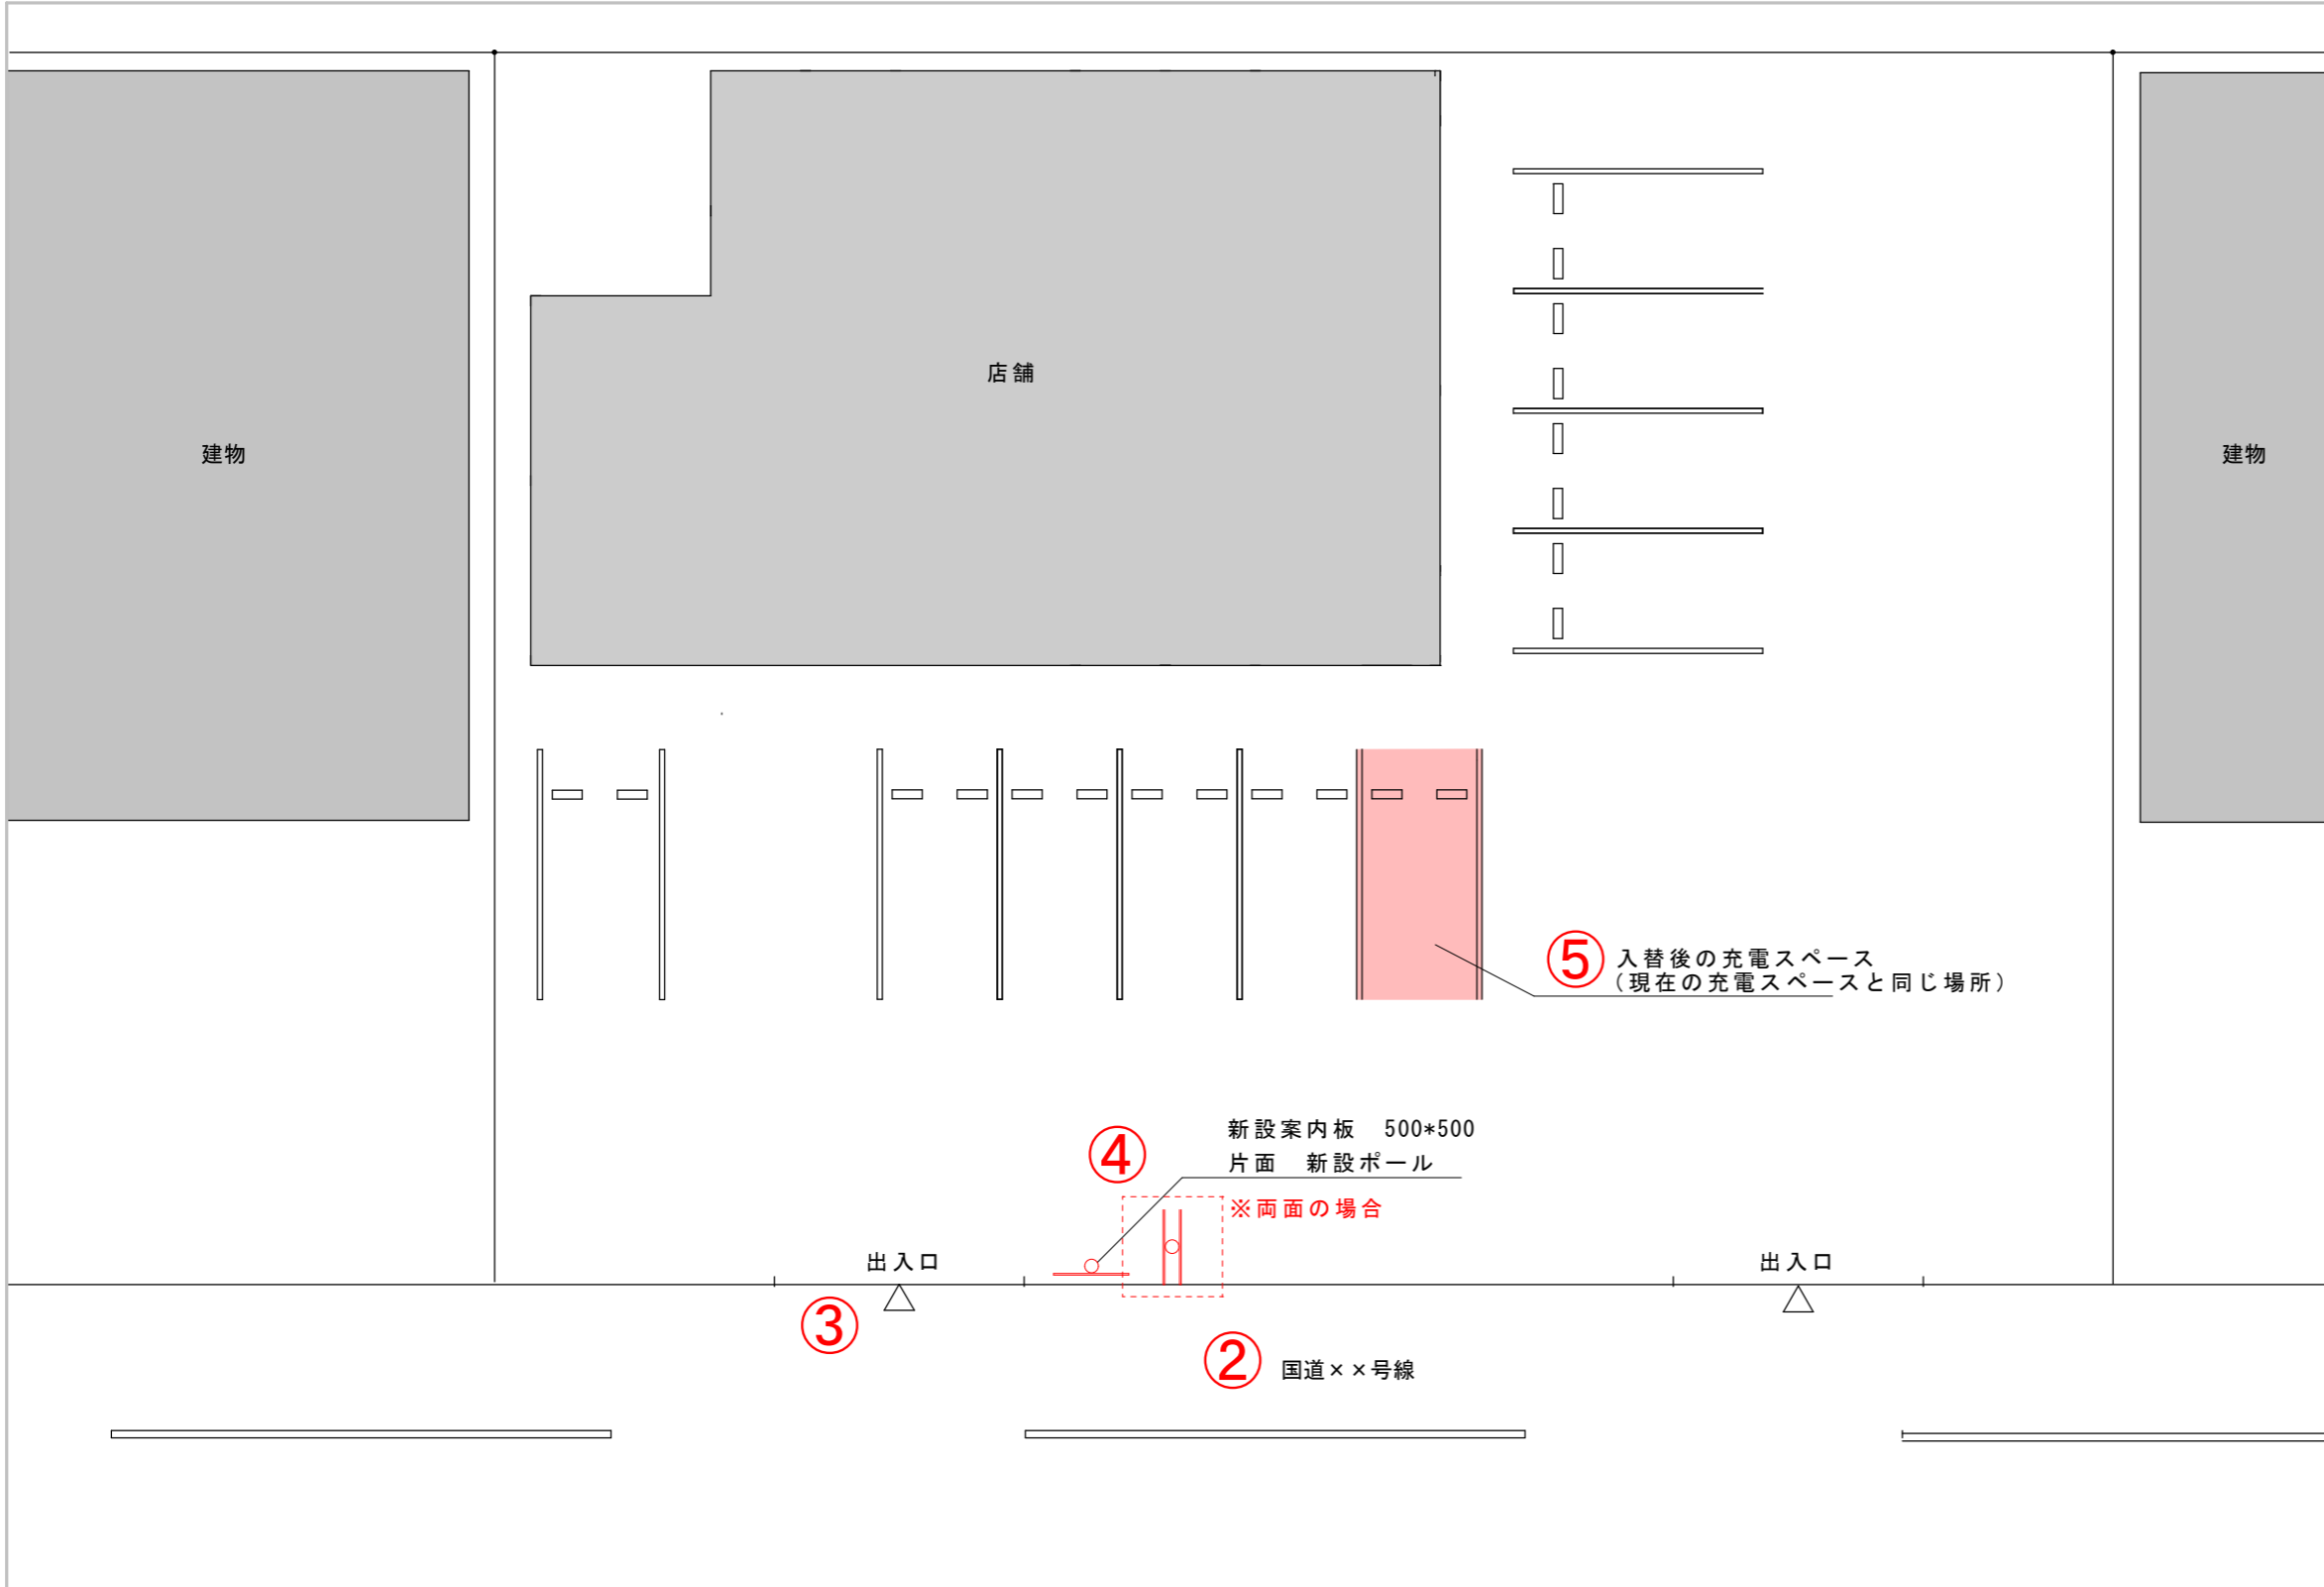 店舗
建物
建物
⑤
入替後の充電スペース
（現在の充電スペースと同じ場所）
④
新設案内板　500*500
片面　新設ポール
※両面の場合
出入口
出入口
③
②
国道××号線